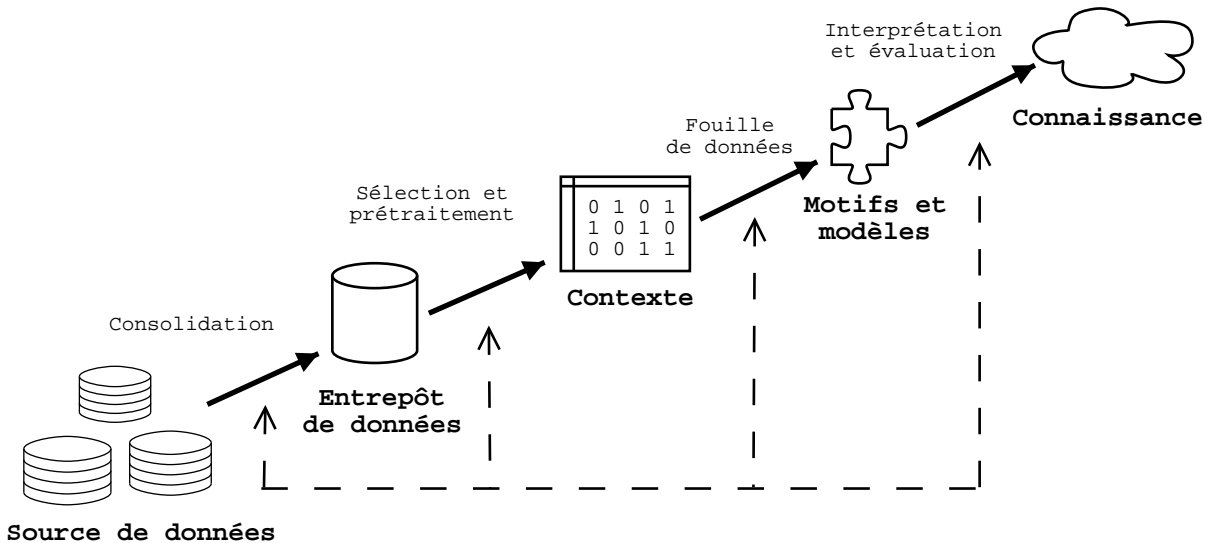 Interprétation
et évaluation
Connaissance
Fouille
de données
Motifs et
modèles
Sélection et
prétraitement
0 1 0 1
1 0 1 0
0 0 1 1
Contexte
Consolidation
Entrepôt
de données
Source de données